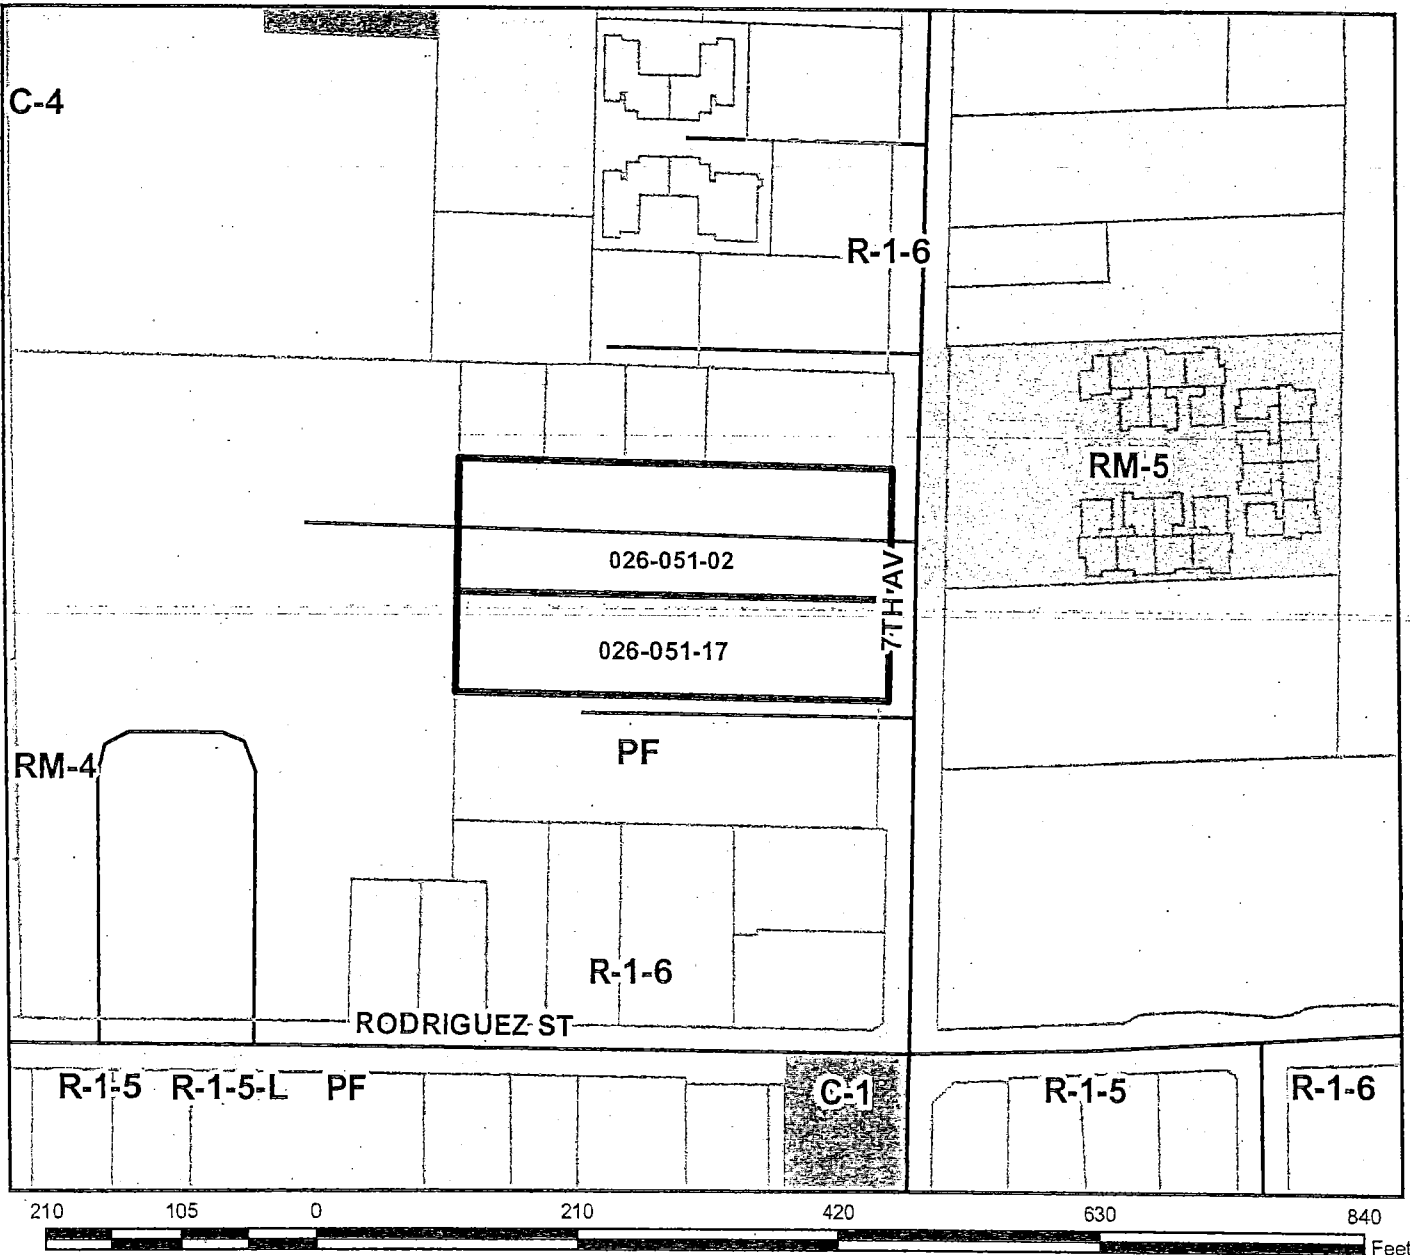 C-4
R-1-6
RM-5
026-051-02
7TH AV
026-051-17
PF
RM-4
R-1-6
RODRIGUEZ ST
R-1-5 R-1-5-L PF C-1 R-1-5 R-1-6
210 105 0 210 420 630 840
Feet